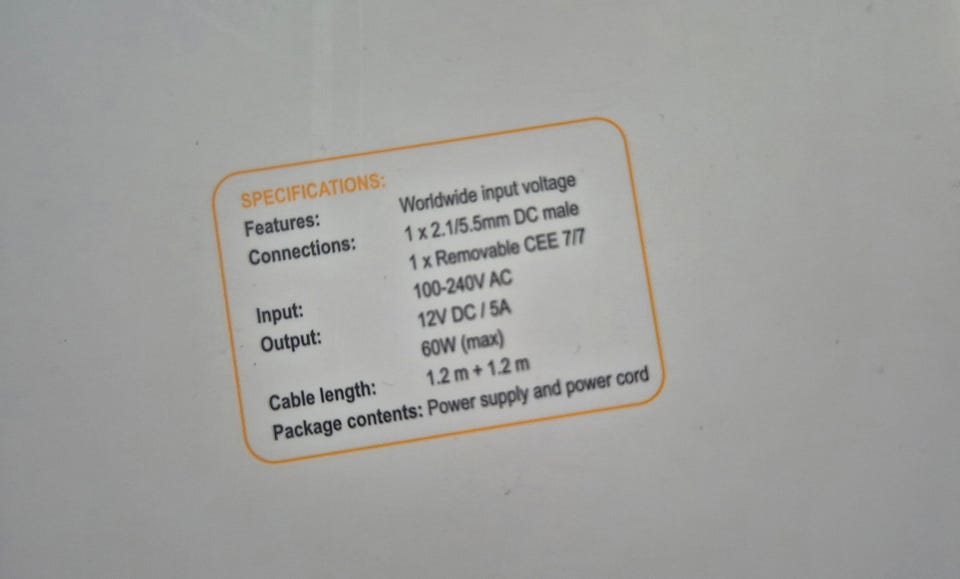 SPECIFICATIONS:
Features: Worldwide input voltage
Connections: 1 x 2.1/5.5mm DC male
1 x Removable CEE 7/7
Input: 100-240V AC
Output: 12V DC / 5A
60W (max)
Cable length: 1.2 m + 1.2 m
Package contents: Power supply and power cord